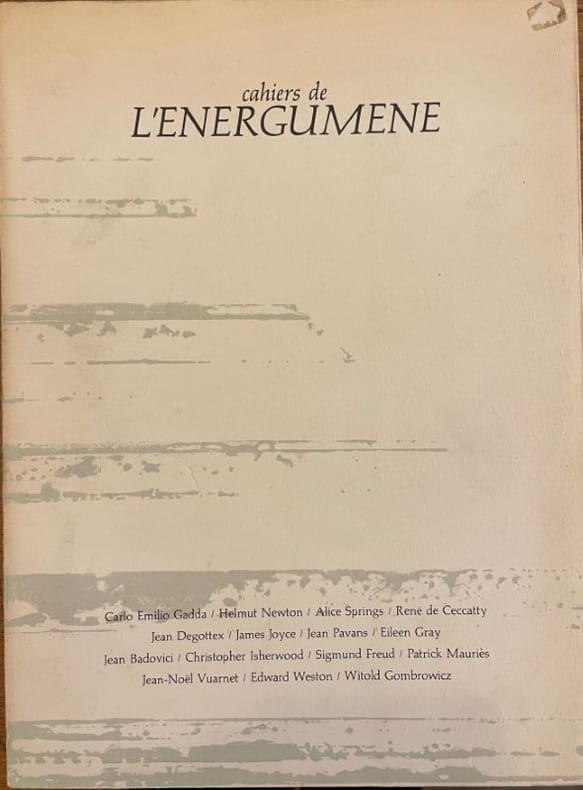 cahiers de
L'ENERGUMENE
Carlo Emilio Gadda / Helmut Newton / Alice Springs / René de Ceccatty
Jean Degottex / James Joyce / Jean Pavans / Eileen Gray
Jean Badovici / Christopher Isherwood / Sigmund Freud / Patrick Mauriès
Jean-Noël Vuarnet / Edward Weston / Witold Gombrowicz